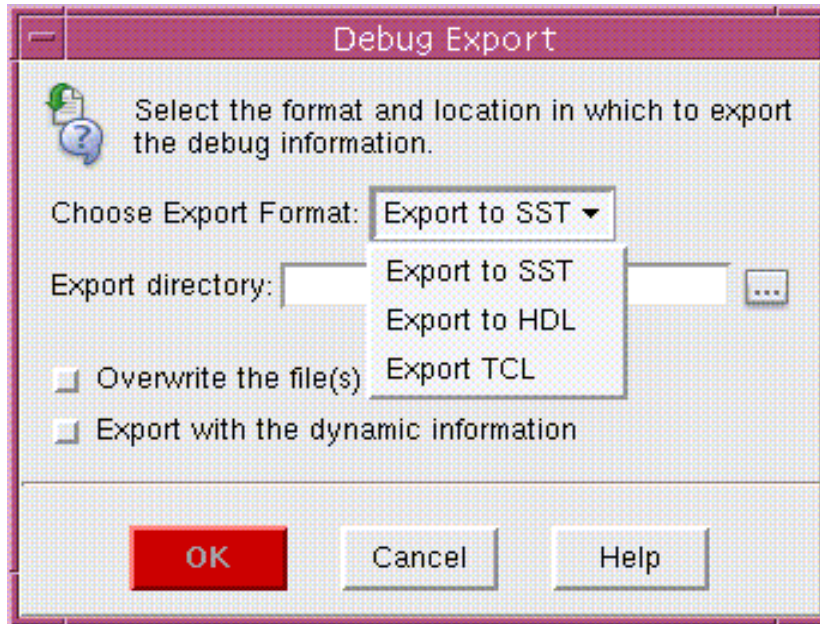 Debug Export
Select the format and location in which to export
the debug information.
Choose Export Format: Export to SST
Export to SST
Export directory: ...
Export to HDL
Export TCL
Overwrite the file(s)
Export with the dynamic information
OK Cancel Help